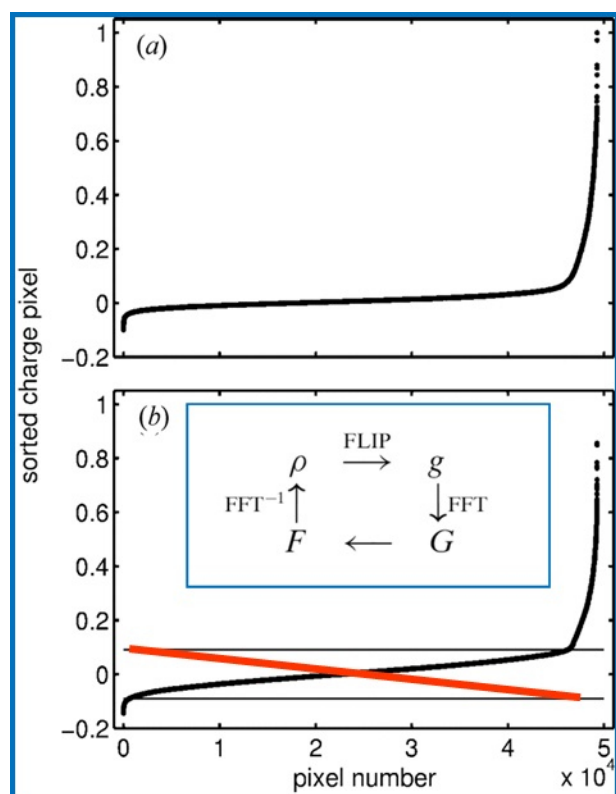 1
(a)
0.8
0.6
0.4
0.2
0
−0.2
sorted charge pixel
1
(b)
0.8
0.6
0.4
0.2
0
−0.2
FLIP
ρ → g
FFT⁻¹ ↑ ↓ FFT
F ← G
0 1 2 3 4 5
pixel number
x 10⁴